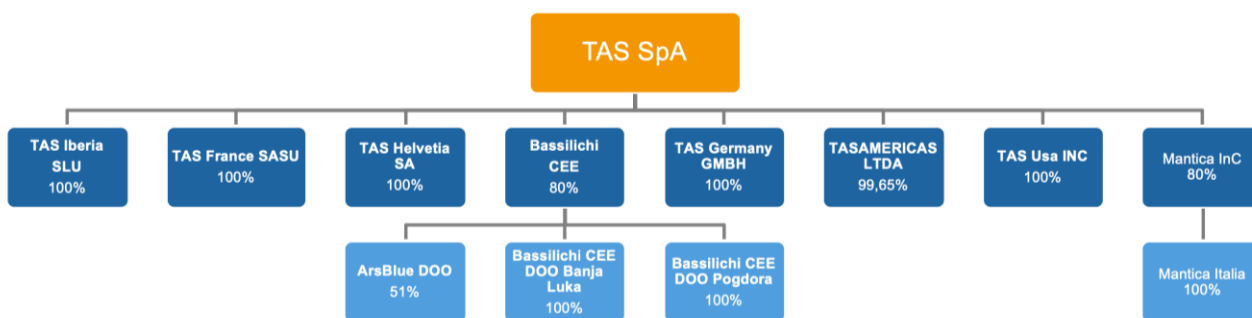 TAS SpA
TAS Iberia
SLU
100%
TAS France SASU
100%
TAS Helvetia
SA
100%
Bassilichi
CEE
80%
TAS Germany
GMBH
100%
TASAMERICAS
LTDA
99,65%
TAS Usa INC
100%
Mantica InC
80%
ArsBlue DOO
51%
Bassilichi CEE
DOO Banja
Luka
100%
Bassilichi CEE
DOO Pogdora
100%
Mantica Italia
100%